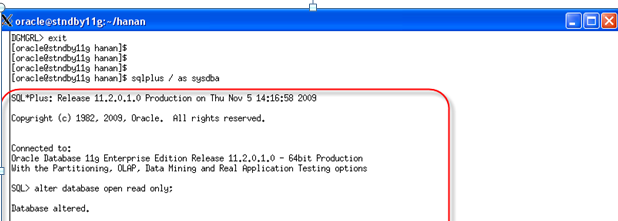 oracle@stndby11g:~/hanan
DGMGRL> exit
[oracle@stndby11g hanan]$
[oracle@stndby11g hanan]$
[oracle@stndby11g hanan]$
[oracle@stndby11g hanan]$ sqlplus / as sysdba
SQL*Plus: Release 11.2.0.1.0 Production on Thu Nov 5 14:16:58 2009
Copyright (c) 1982, 2009, Oracle.  All rights reserved.
Connected to:
Oracle Database 11g Enterprise Edition Release 11.2.0.1.0 - 64bit Production
With the Partitioning, OLAP, Data Mining and Real Application Testing options
SQL> alter database open read only;
Database altered.